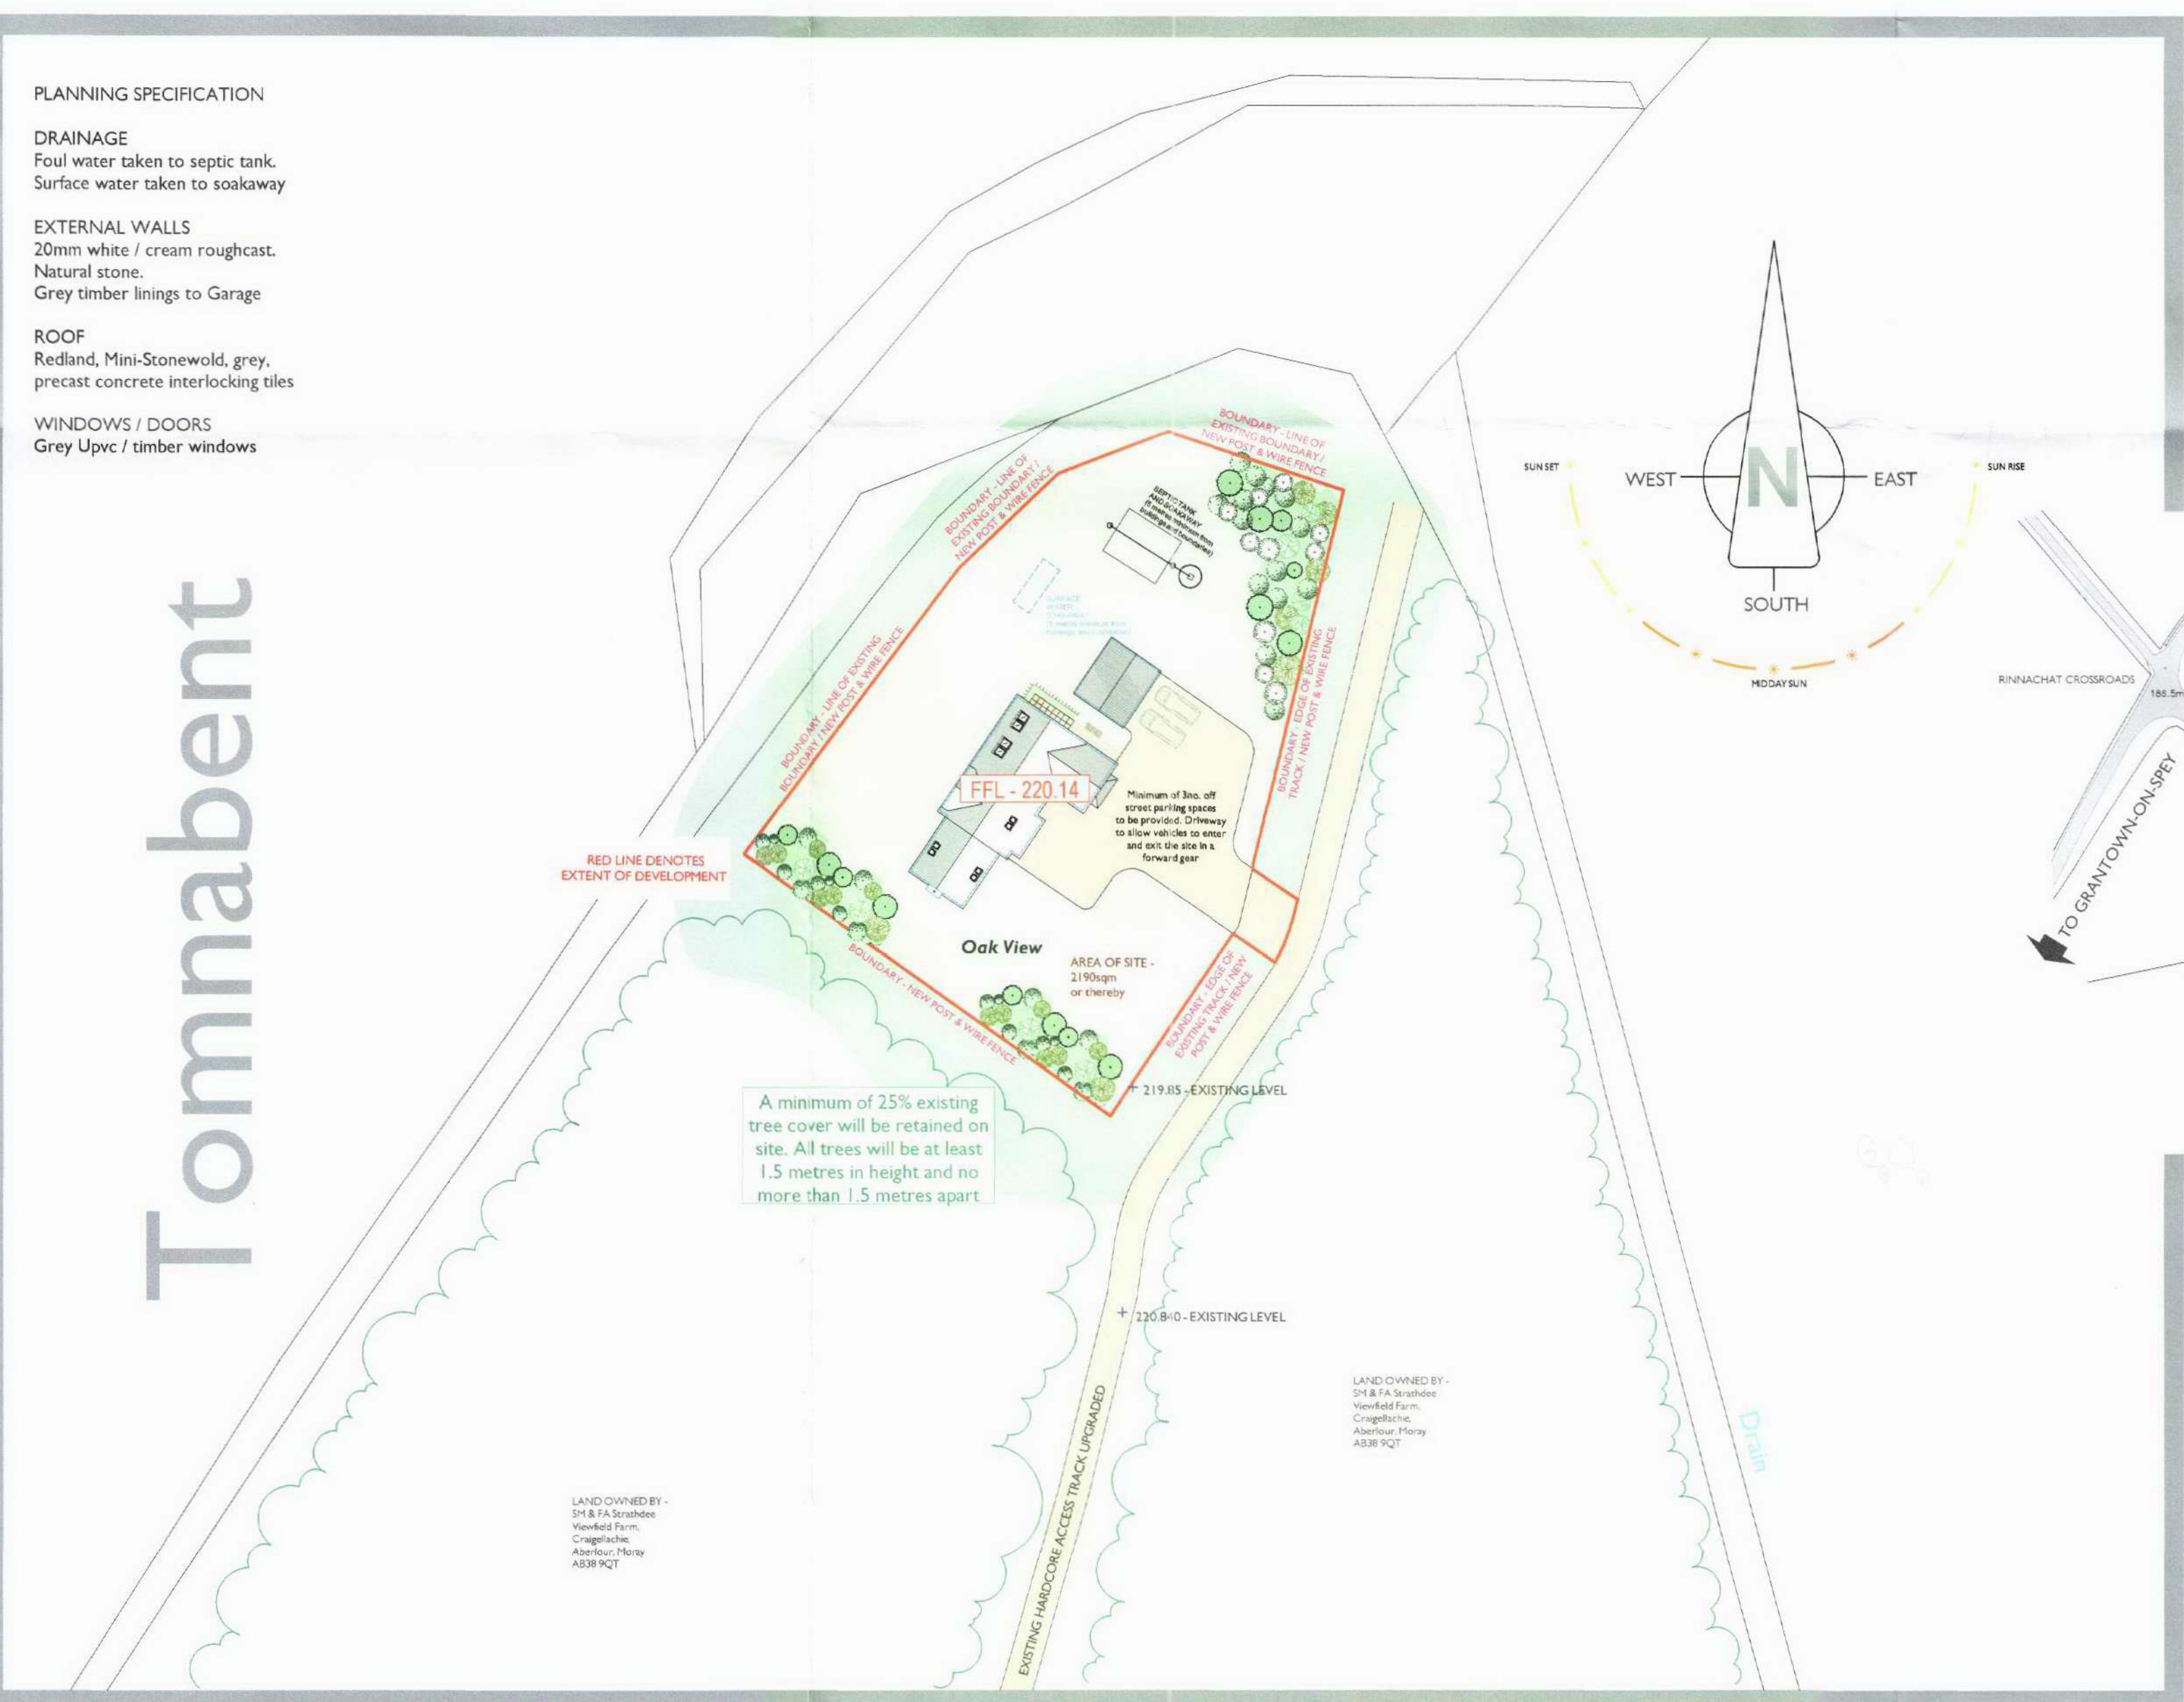 PLANNING SPECIFICATION
DRAINAGE
Foul water taken to septic tank.
Surface water taken to soakaway
EXTERNAL WALLS
20mm white / cream roughcast.
Natural stone.
Grey timber linings to Garage
ROOF
Redland, Mini-Stonewold, grey,
precast concrete interlocking tiles
WINDOWS / DOORS
Grey Upvc / timber windows
Tomnabent
BOUNDARY - LINE OF
EXISTING BOUNDARY /
NEW POST & WIRE FENCE
BOUNDARY - LINE OF
EXISTING BOUNDARY /
NEW POST & WIRE FENCE
SEPTIC TANK
AND SOAKAWAY
(5 metres minimum from
buildings and boundaries)
SURFACE
WATER
BOUNDARY - LINE OF EXISTING
BOUNDARY / NEW POST & WIRE FENCE
BOUNDARY - EDGE OF EXISTING
TRACK / NEW POST & WIRE FENCE
FFL - 220.14
Minimum of 3no. off
street parking spaces
to be provided. Driveway
to allow vehicles to enter
and exit the site in a
forward gear
RED LINE DENOTES
EXTENT OF DEVELOPMENT
Oak View
AREA OF SITE -
2190sqm
or thereby
BOUNDARY - NEW POST & WIRE FENCE
BOUNDARY - EDGE OF
EXISTING TRACK / NEW
POST & WIRE FENCE
219.85 - EXISTING LEVEL
A minimum of 25% existing
tree cover will be retained on
site. All trees will be at least
1.5 metres in height and no
more than 1.5 metres apart
220.840 - EXISTING LEVEL
EXISTING HARDCORE ACCESS TRACK UPGRADED
LAND OWNED BY -
SM & FA Strathdee
Viewfield Farm,
Craigellachie,
Aberlour, Moray
AB38 9QT
LAND OWNED BY -
SM & FA Strathdee
Viewfield Farm,
Craigellachie,
Aberlour, Moray
AB38 9QT
Drain
SUN SET
WEST
N
EAST
SUN RISE
SOUTH
MIDDAY SUN
RINNACHAT CROSSROADS
188.5m
TO GRANTOWN-ON-SPEY